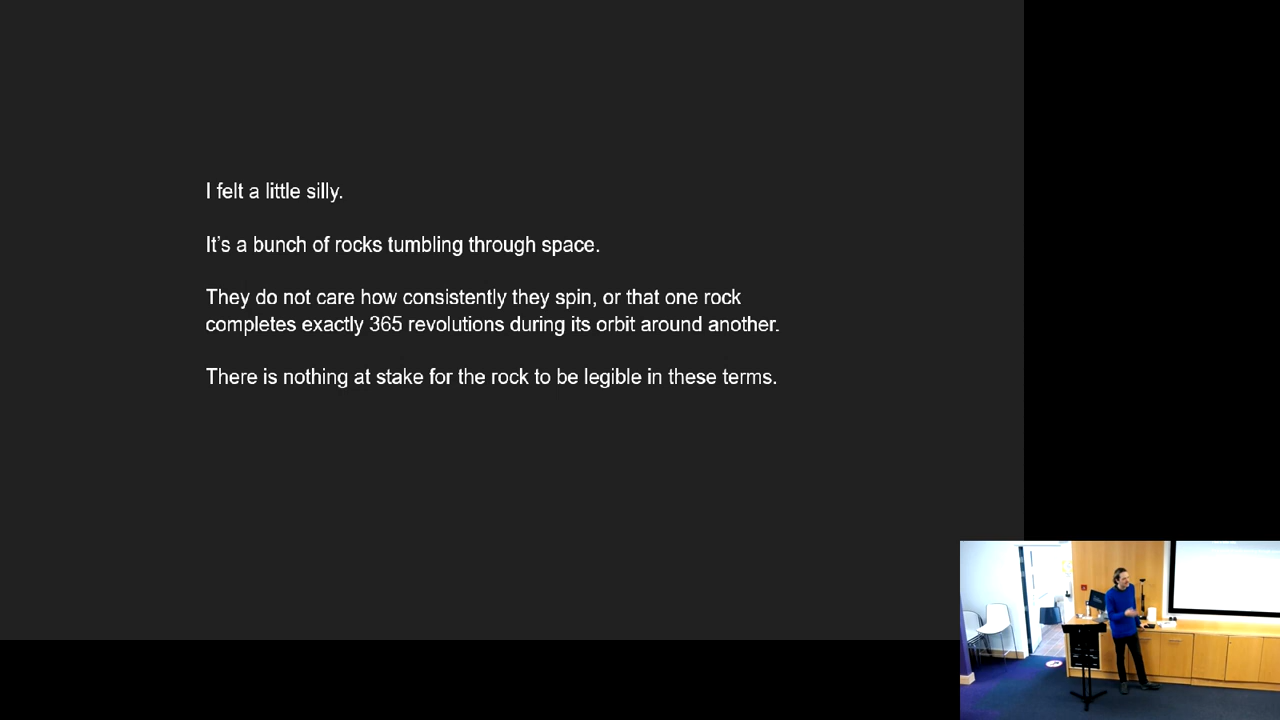 I felt a little silly.
It's a bunch of rocks tumbling through space.
They do not care how consistently they spin, or that one rock
completes exactly 365 revolutions during its orbit around another.
There is nothing at stake for the rock to be legible in these terms.